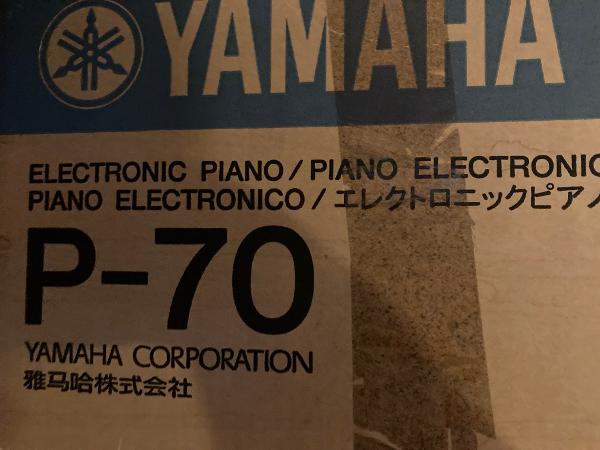 YAMAHA
ELECTRONIC PIANO / PIANO ELECTRONIC
PIANO ELECTRONICO / エレクトロニックピアノ
P-70
YAMAHA CORPORATION
雅马哈株式会社